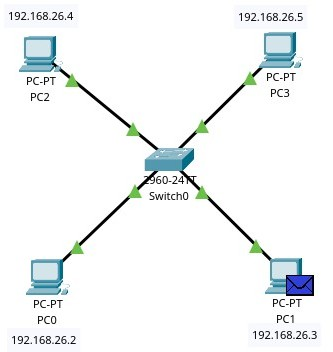 192.168.26.4
PC-PT
PC2
192.168.26.5
PC-PT
PC3
2960-24TT
Switch0
PC-PT
PC0
192.168.26.2
PC-PT
PC1
192.168.26.3